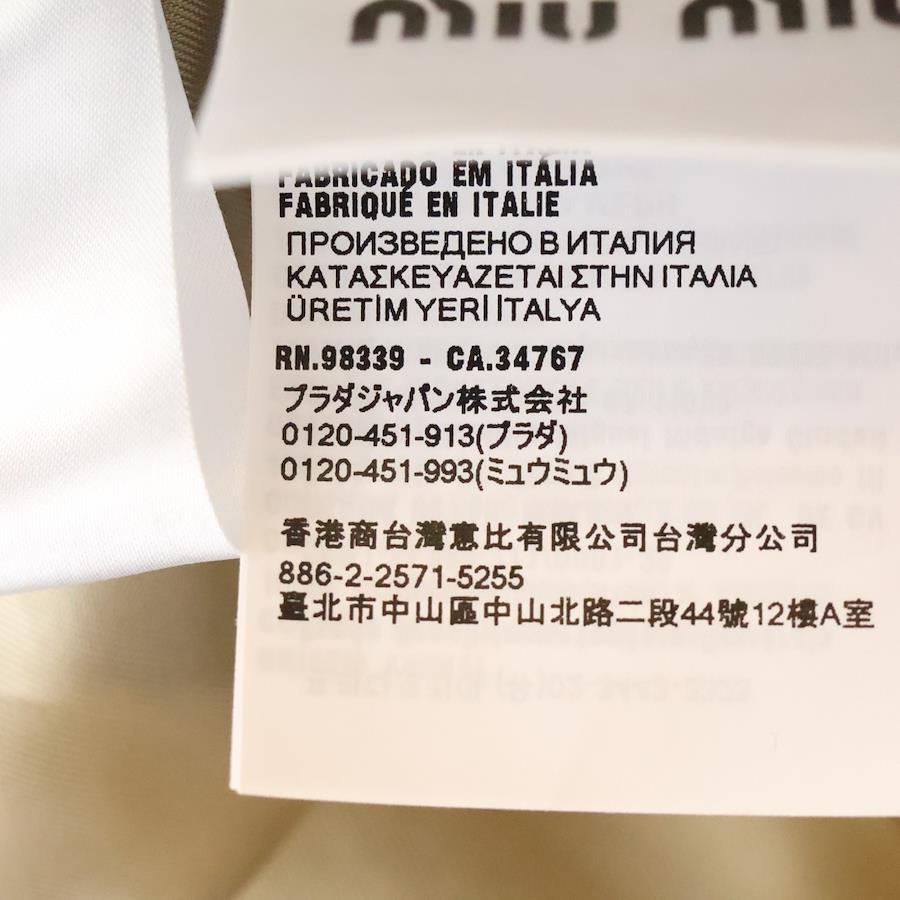 miu miu
FABRICADO EM ITÁLIA
FABRIQUÉ EN ITALIE
ПРОИЗВЕДЕНО В ИТАЛИЯ
ΚΑΤΑΣΚΕΥΑΖΕΤΑΙ ΣΤΗΝ ΙΤΑΛΙΑ
ÜRETİM YERİ İTALYA
RN.98339 - CA.34767
プラダジャパン株式会社
0120-451-913(プラダ)
0120-451-993(ミュウミュウ)
香港商台灣意比有限公司台灣分公司
886-2-2571-5255
臺北市中山區中山北路二段44號12樓A室